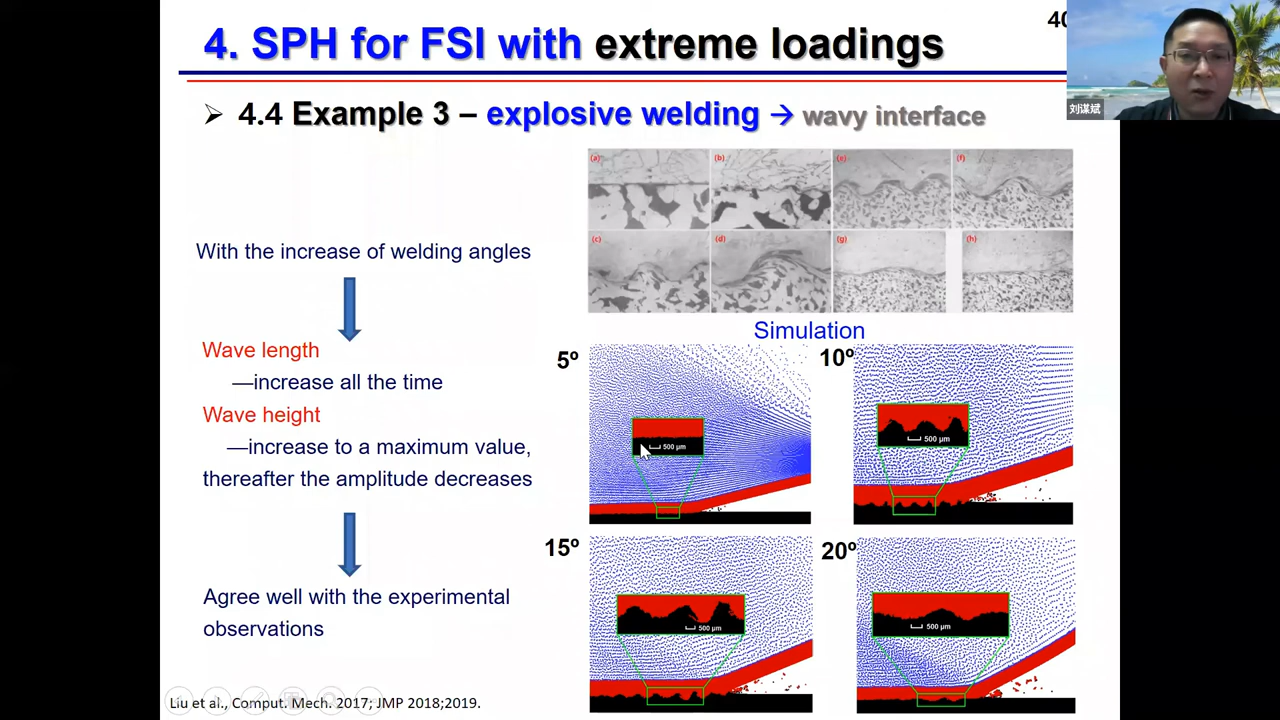 40
4. SPH for FSI with extreme loadings
刘谋斌
4.4 Example 3 – explosive welding → wavy interface
(a) (b) (e) (f)
(c) (d) (g) (h)
With the increase of welding angles
Wave length
—increase all the time
Wave height
—increase to a maximum value,
thereafter the amplitude decreases
Agree well with the experimental
observations
Simulation
5º
500 μm
10º
500 μm
15º
500 μm
20º
500 μm
Liu et al., Comput. Mech. 2017; JMP 2018;2019.